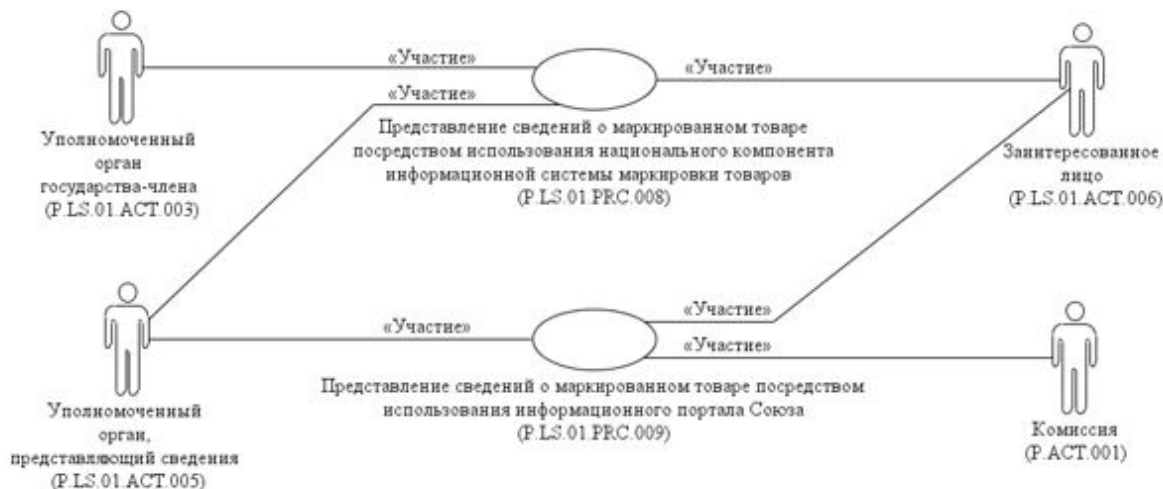 «Участие»
«Участие»
«Участие»
Уполномоченный
орган
государства-члена
(P.LS.01.ACT.003)
Представление сведений о маркированном товаре
посредством использования национального компонента
информационной системы маркировки товаров
(P.LS.01.PRC.008)
Заинтересованное
лицо
(P.LS.01.ACT.006)
«Участие»
«Участие»
«Участие»
Уполномоченный
орган,
представляющий сведения
(P.LS.01.ACT.005)
Представление сведений о маркированном товаре посредством
использования информационного портала Союза
(P.LS.01.PRC.009)
Комиссия
(P.ACT.001)